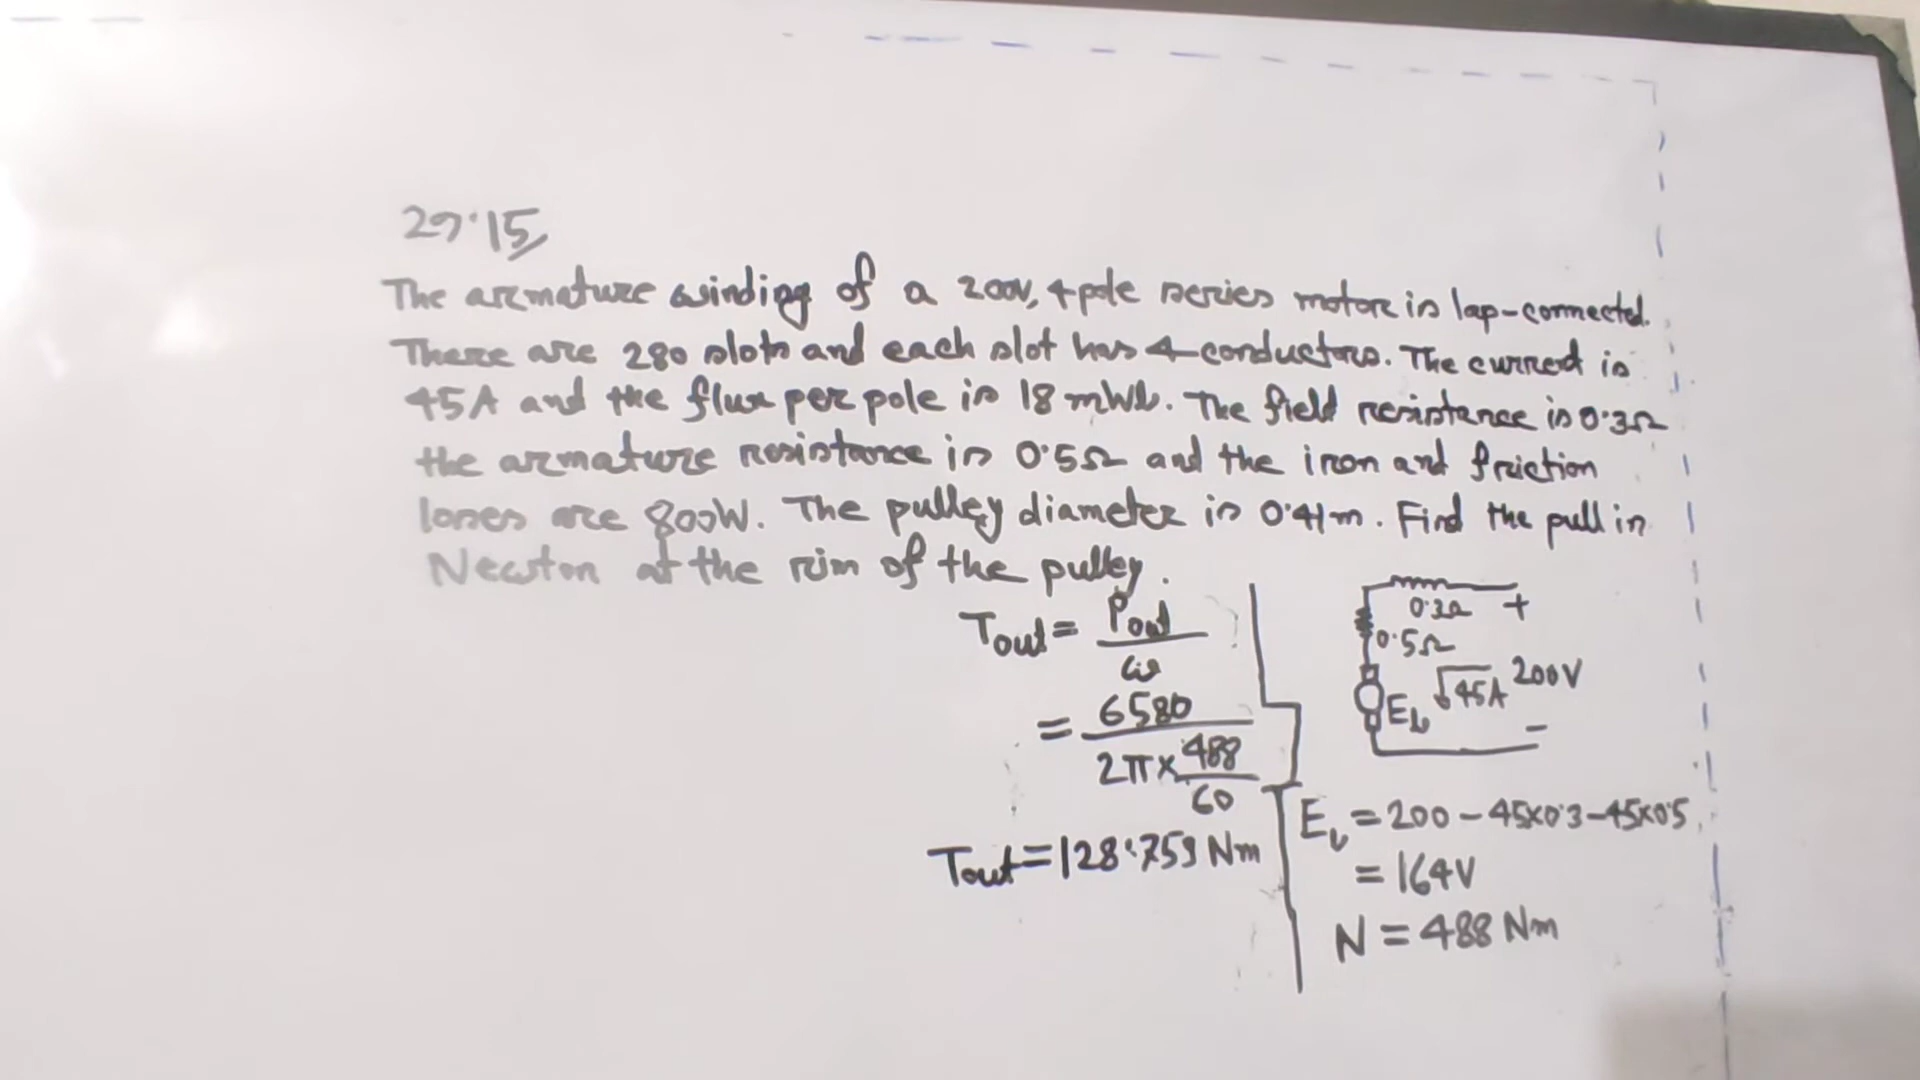 29.15
The armature winding of a 200V, 4 pole series motor is lap-connected.
There are 280 slots and each slot has 4 conductors. The current is
45A and the flux per pole is 18 mWb. The field resistance is 0.3Ω
the armature resistance is 0.5Ω and the iron and friction
losses are 800W. The pulley diameter is 0.41m. Find the pull in
Newton at the rim of the pulley.
Tout = Pout / ω
= 6580 / 2π × 488/60
Tout = 128.759 Nm
0.3Ω +
0.5Ω
Eb 45A 200V
-
Eb = 200 - 45×0.3 - 45×0.5
= 164V
N = 488 Nm